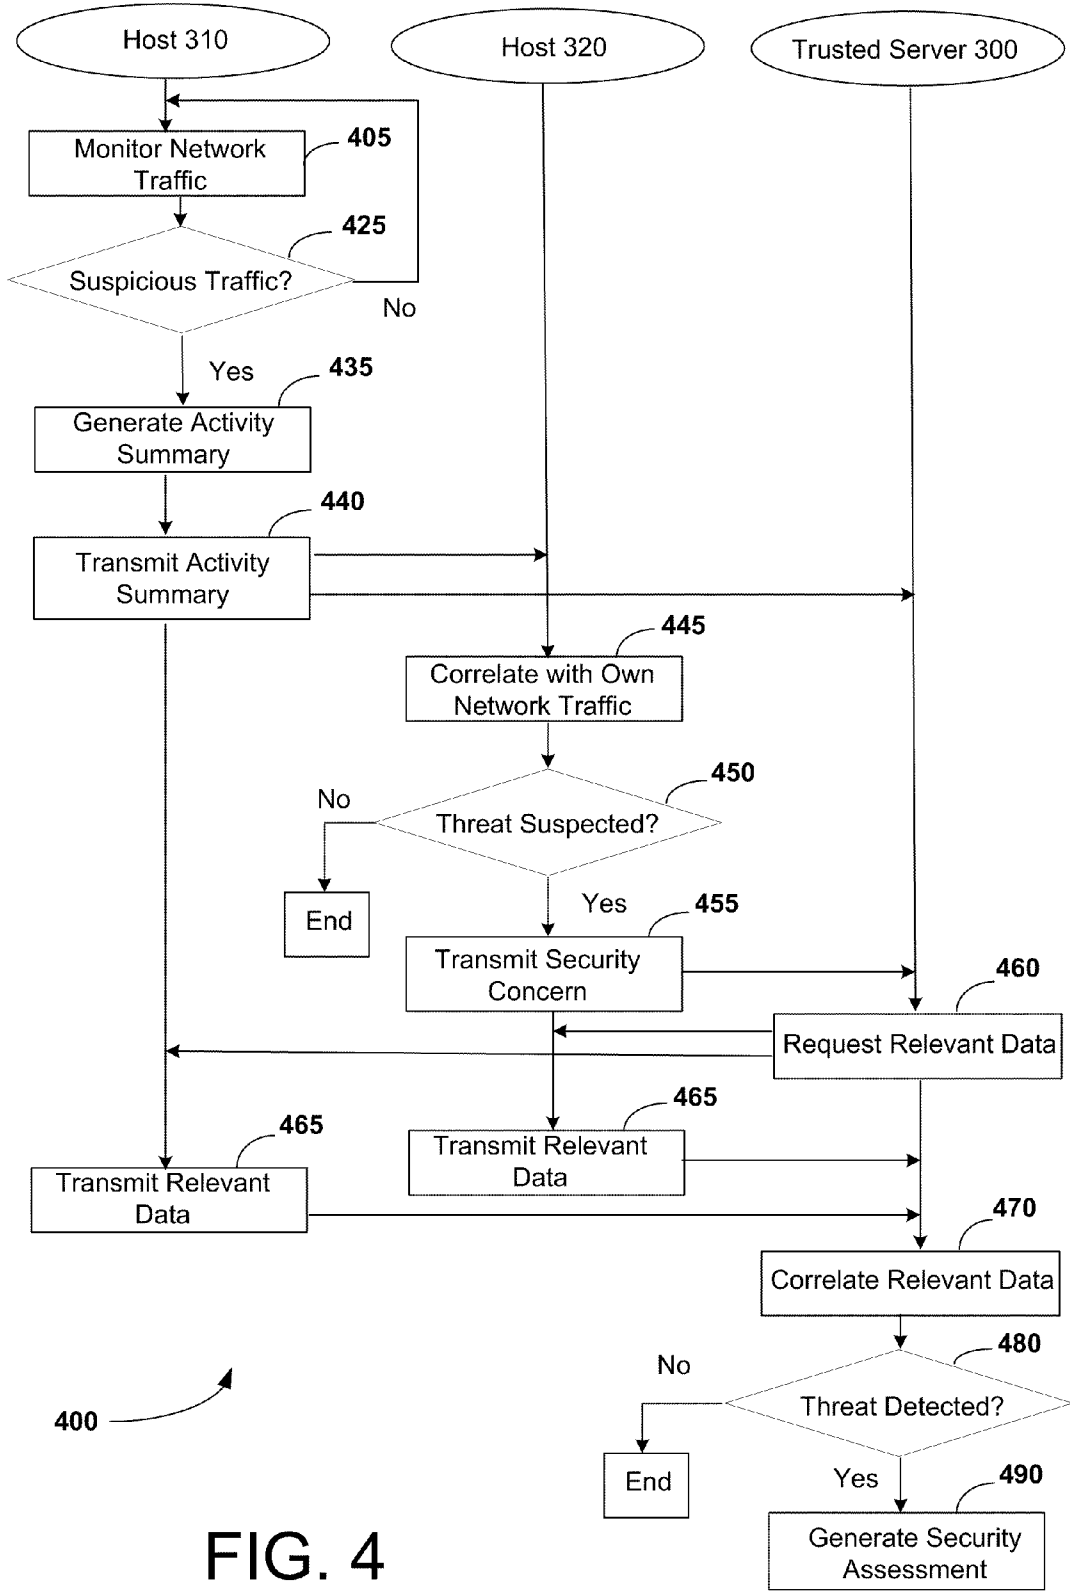 Host 310
Host 320
Trusted Server 300
Monitor Network
Traffic
405
Suspicious Traffic?
425
No
Yes
435
Generate Activity
Summary
440
Transmit Activity
Summary
445
Correlate with Own
Network Traffic
450
No
Threat Suspected?
End
Yes
455
Transmit Security
Concern
460
Request Relevant Data
465
Transmit Relevant
Data
465
Transmit Relevant
Data
470
Correlate Relevant Data
480
No
Threat Detected?
400
End
Yes
490
Generate Security
Assessment
FIG. 4